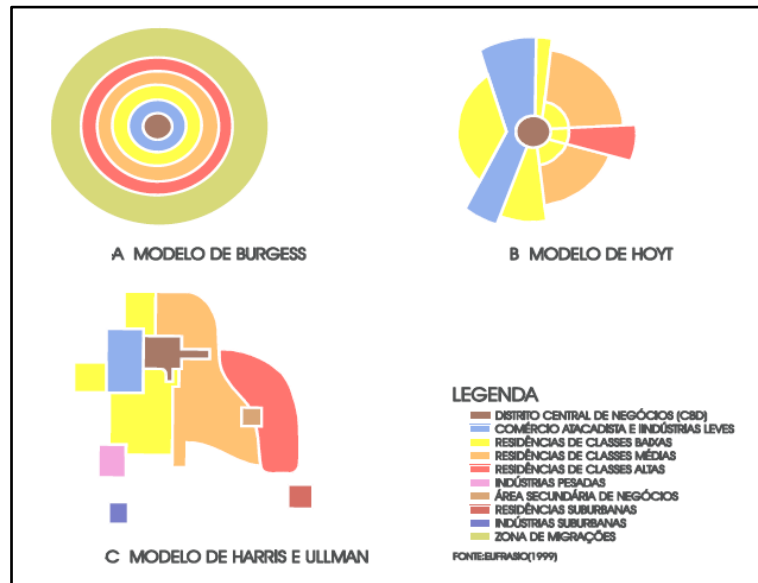 A MODELO DE BURGESS
B MODELO DE HOYT
C MODELO DE HARRIS E ULLMAN
LEGENDA
DISTRITO CENTRAL DE NEGÓCIOS (CBD)
COMÉRCIO ATACADISTA E IINDÚSTRIAS LEVES
RESIDÊNCIAS DE CLASSES BAIXAS
RESIDÊNCIAS DE CLASSES MÉDIAS
RESIDÊNCIAS DE CLASSES ALTAS
INDÚSTRIAS PESADAS
ÁREA SECUNDÁRIA DE NEGÓCIOS
RESIDÊNCIAS SUBURBANAS
INDÚSTRIAS SUBURBANAS
ZONA DE MIGRAÇÕES
FONTE:EUFRASIO(1999)